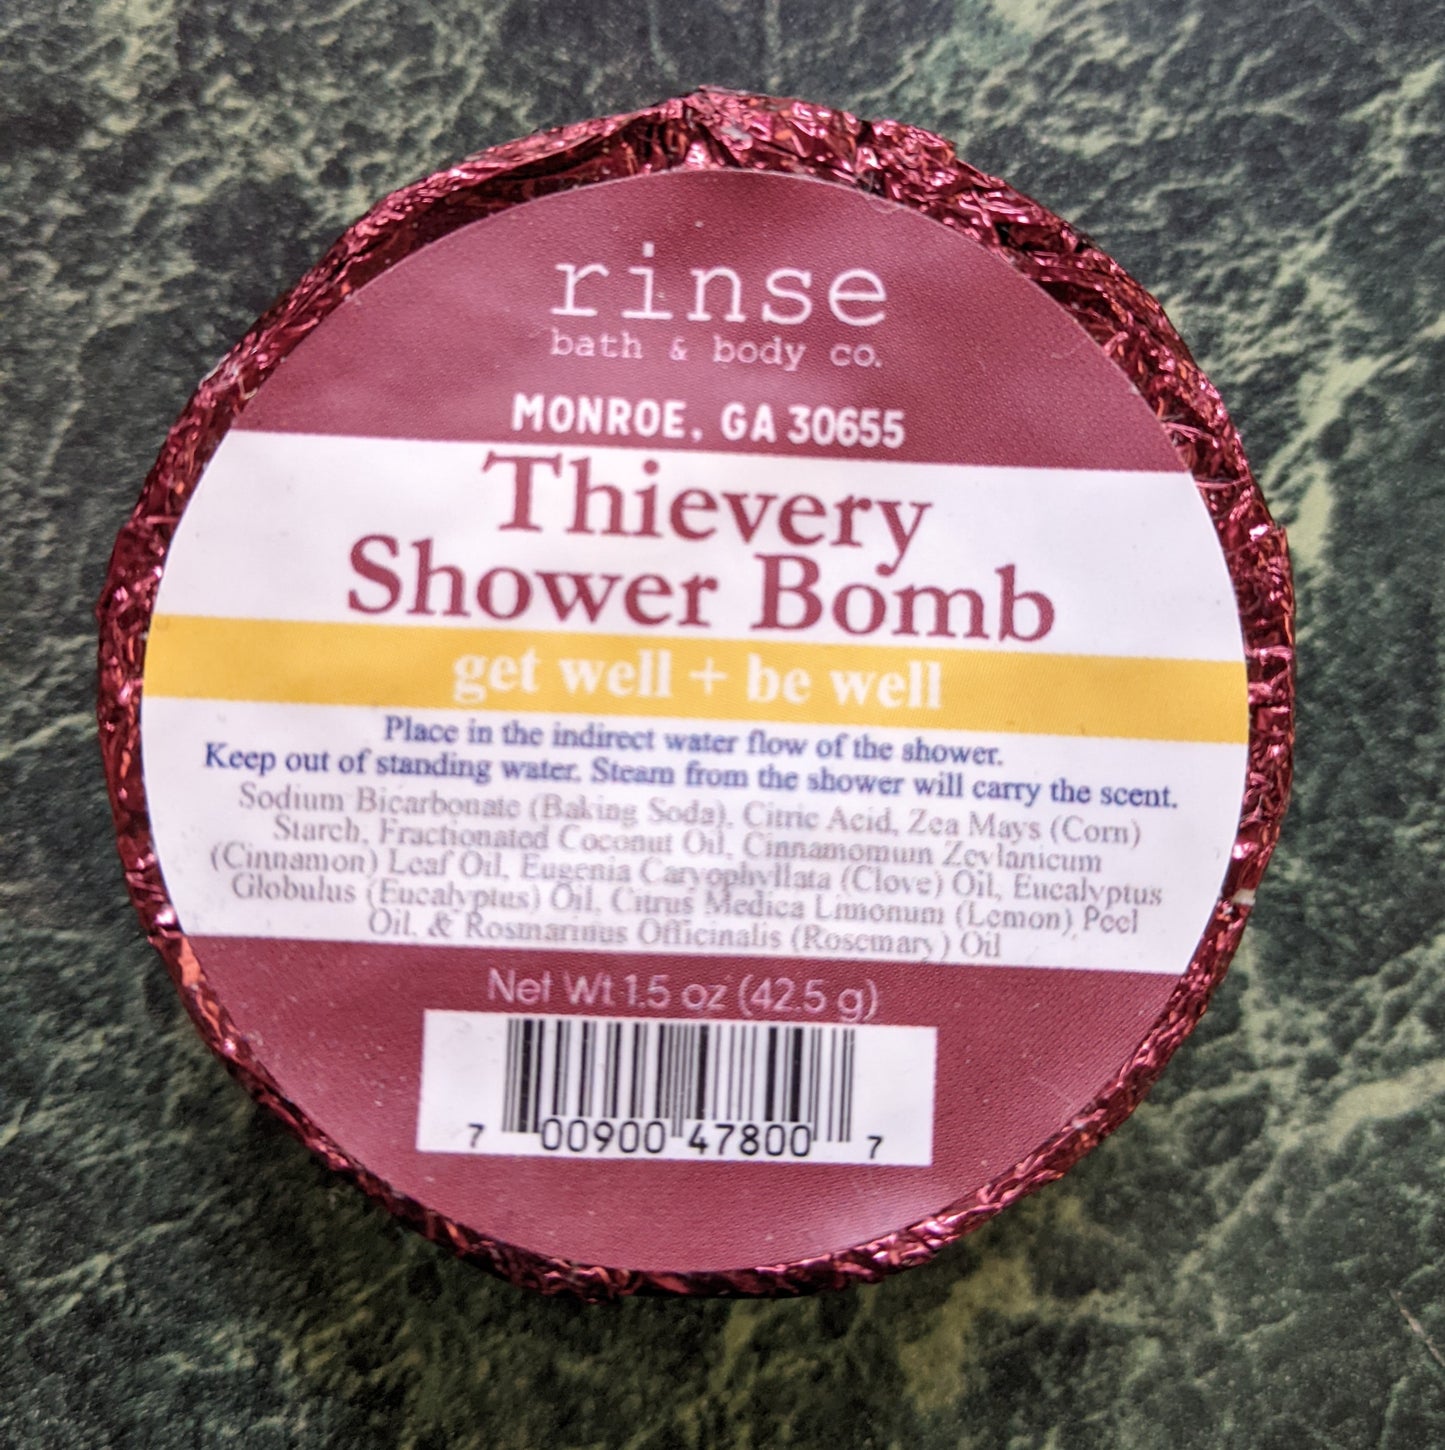 rinse
bath & body co.
MONROE, GA 30655
Thievery
Shower Bomb
get well + be well
Place in the indirect water flow of the shower.
Keep out of standing water. Steam from the shower will carry the scent.
Sodium Bicarbonate (Baking Soda), Citric Acid, Zea Mays (Corn)
Starch, Fractionated Coconut Oil, Cinnamomum Zeylanicum
(Cinnamon) Leaf Oil, Eugenia Caryophyllata (Clove) Oil, Eucalyptus
Globulus (Eucalyptus) Oil, Citrus Medica Limonum (Lemon) Peel
Oil, & Rosmarinus Officinalis (Rosemary) Oil
Net Wt 1.5 oz (42.5 g)
7 00900 47800 7